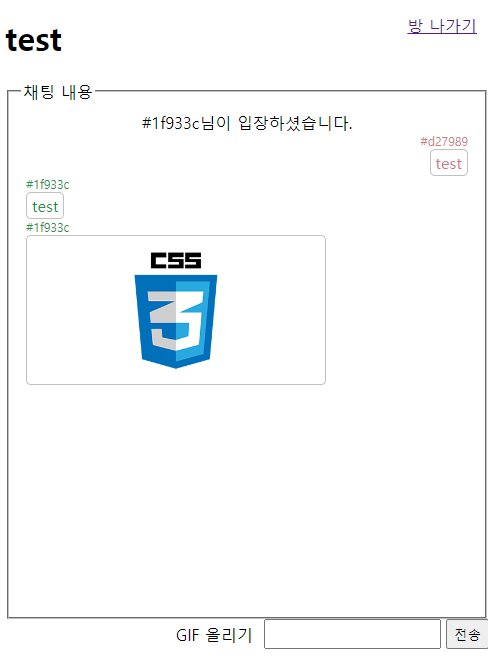 방 나가기
test
채팅 내용
#1f933c님이 입장하셨습니다.
#d27989
test
#1f933c
test
#1f933c
CSS
3
GIF 올리기
전송